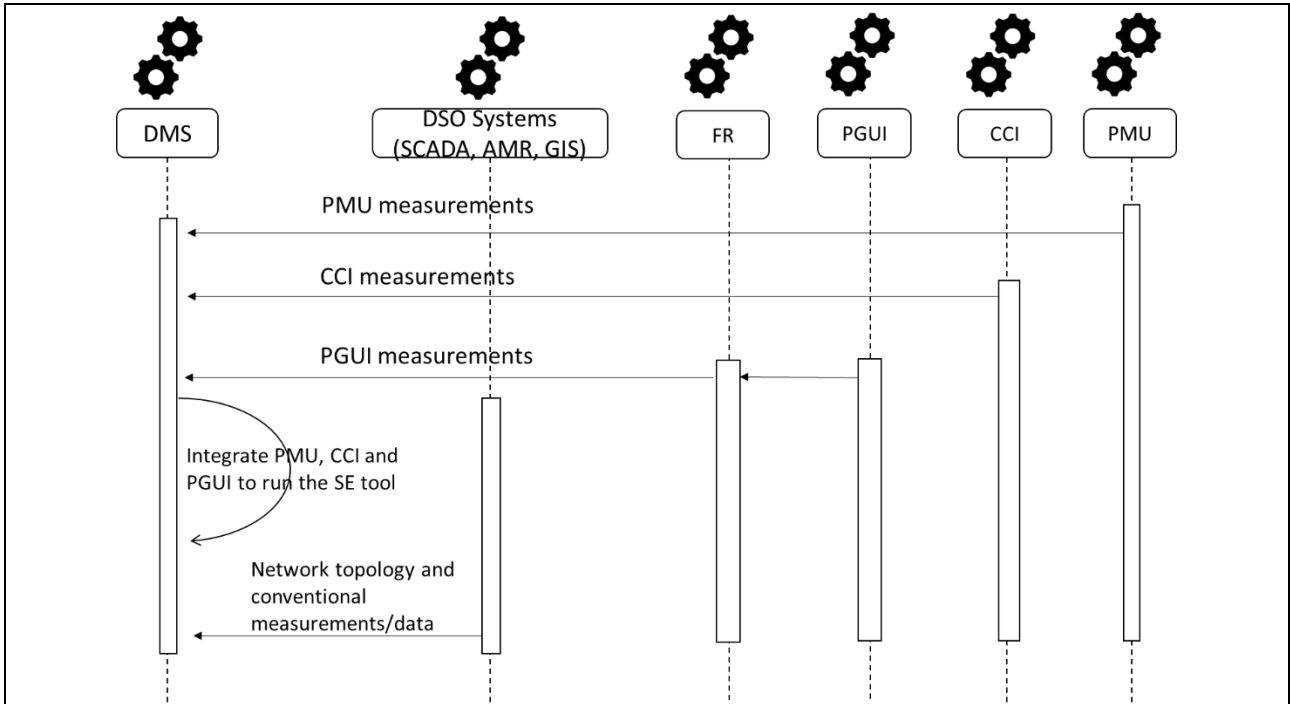 DMS
DSO Systems
(SCADA, AMR, GIS)
FR
PGUI
CCI
PMU
PMU measurements
CCI measurements
PGUI measurements
Integrate PMU, CCI and
PGUI to run the SE tool
Network topology and
conventional
measurements/data